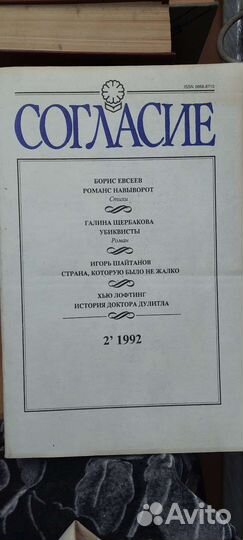 ISSN 0868-8713
СОГЛАСИЕ
БОРИС ЕВСЕЕВ
РОМАНС НАВЫВОРОТ
Стихи
ГАЛИНА ЩЕРБАКОВА
УБИКВИСТЫ
Роман
ИГОРЬ ШАЙТАНОВ
СТРАНА, КОТОРУЮ БЫЛО НЕ ЖАЛКО
ХЬЮ ЛОФТИНГ
ИСТОРИЯ ДОКТОРА ДУЛИТЛА
2' 1992
Avito